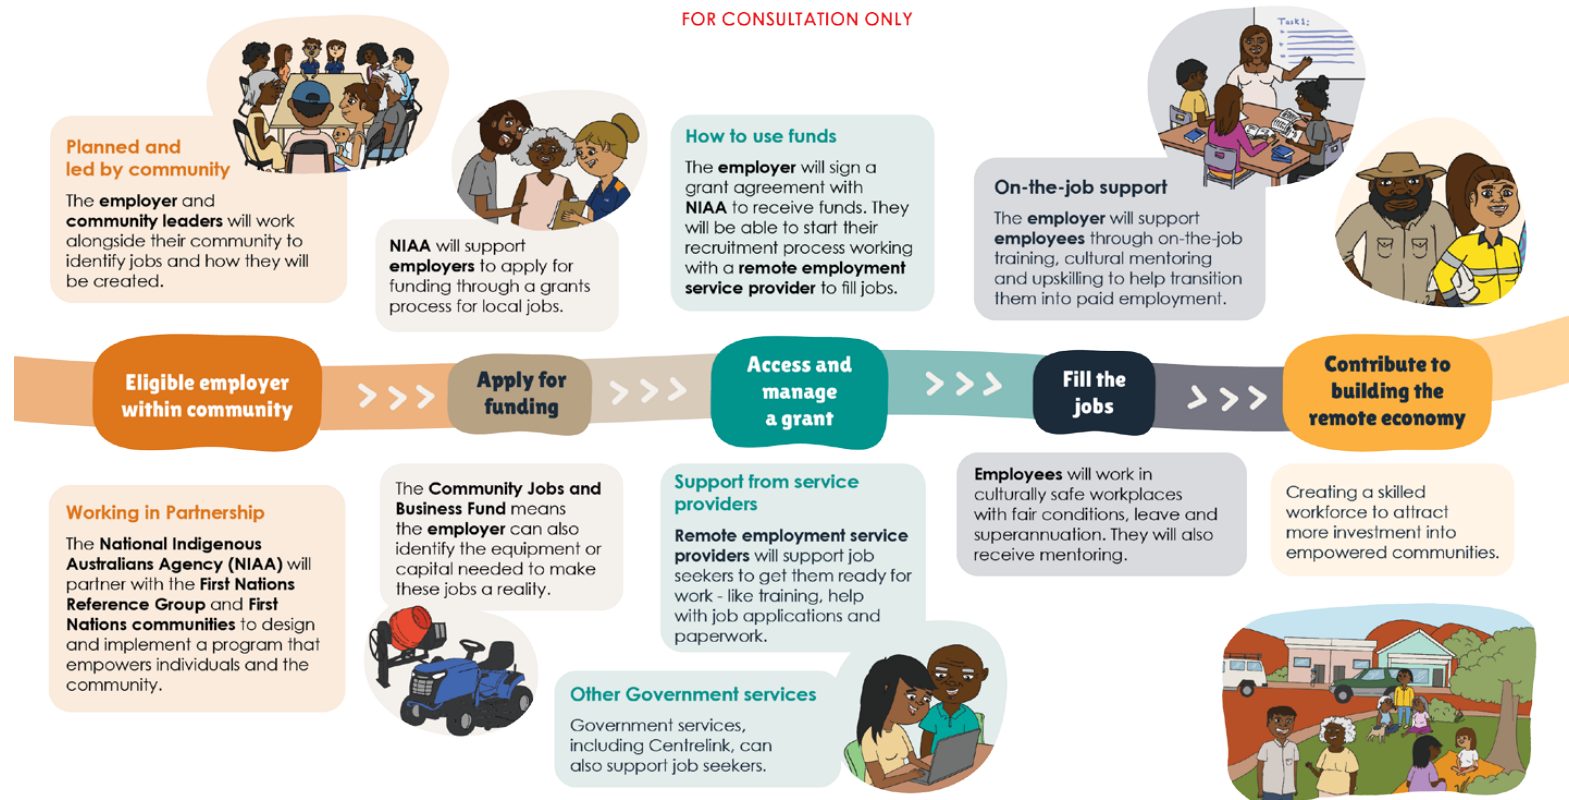 FOR CONSULTATION ONLY
Planned and
led by community
The employer and
community leaders will work
alongside their community to
identify jobs and how they will
be created.
NIAA will support
employers to apply for
funding through a grants
process for local jobs.
How to use funds
The employer will sign a
grant agreement with
NIAA to receive funds. They
will be able to start their
recruitment process working
with a remote employment
service provider to fill jobs.
Task1:
On-the-job support
The employer will support
employees through on-the-job
training, cultural mentoring
and upskilling to help transition
them into paid employment.
Eligible employer
within community
Apply for
funding
Access and
manage
a grant
Fill the
jobs
Contribute to
building the
remote economy
Working in Partnership
The National Indigenous
Australians Agency (NIAA) will
partner with the First Nations
Reference Group and First
Nations communities to design
and implement a program that
empowers individuals and the
community.
The Community Jobs and
Business Fund means
the employer can also
identify the equipment or
capital needed to make
these jobs a reality.
Support from service
providers
Remote employment service
providers will support job
seekers to get them ready for
work - like training, help
with job applications and
paperwork.
Other Government services
Government services,
including Centrelink, can
also support job seekers.
Employees will work in
culturally safe workplaces
with fair conditions, leave and
superannuation. They will also
receive mentoring.
Creating a skilled
workforce to attract
more investment into
empowered communities.